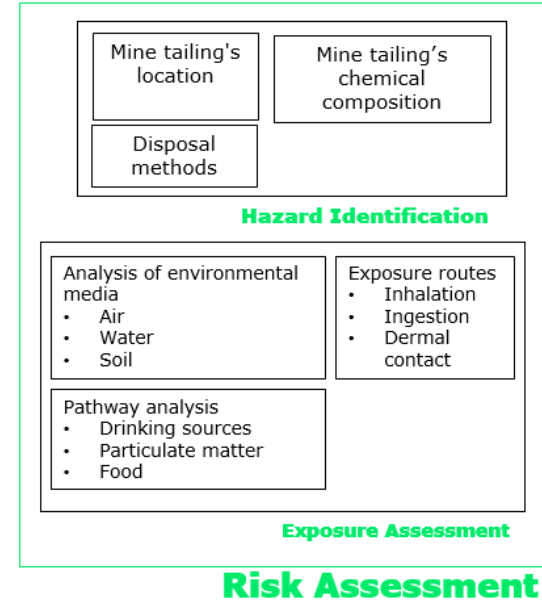 Mine tailing's
location
Mine tailing’s
chemical
composition
Disposal
methods
Hazard Identification
Analysis of environmental
media
• Air
• Water
• Soil
Exposure routes
• Inhalation
• Ingestion
• Dermal
contact
Pathway analysis
• Drinking sources
• Particulate matter
• Food
Exposure Assessment
Risk Assessment